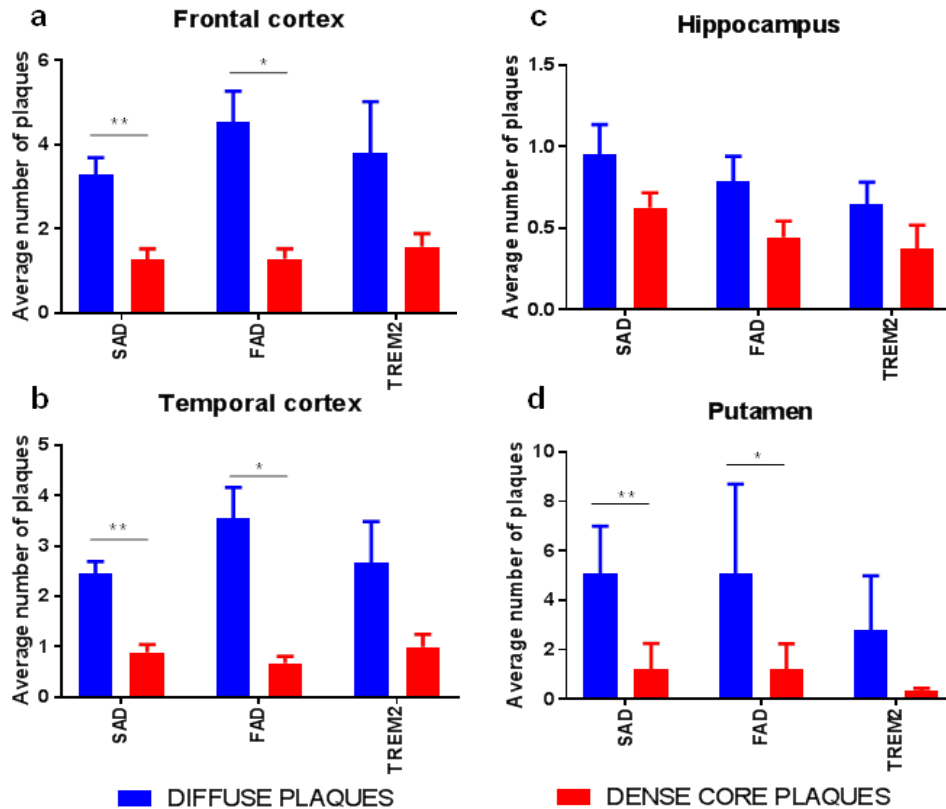 a
Frontal cortex
Average number of plaques
6
4
2
0
**
*
SAD
FAD
TREM2
c
Hippocampus
Average number of plaques
1.5
1.0
0.5
0.0
SAD
FAD
TREM2
b
Temporal cortex
Average number of plaques
5
4
3
2
1
0
**
*
SAD
FAD
TREM2
d
Putamen
Average number of plaques
10
8
6
4
2
0
**
*
SAD
FAD
TREM2
DIFFUSE PLAQUES
DENSE CORE PLAQUES